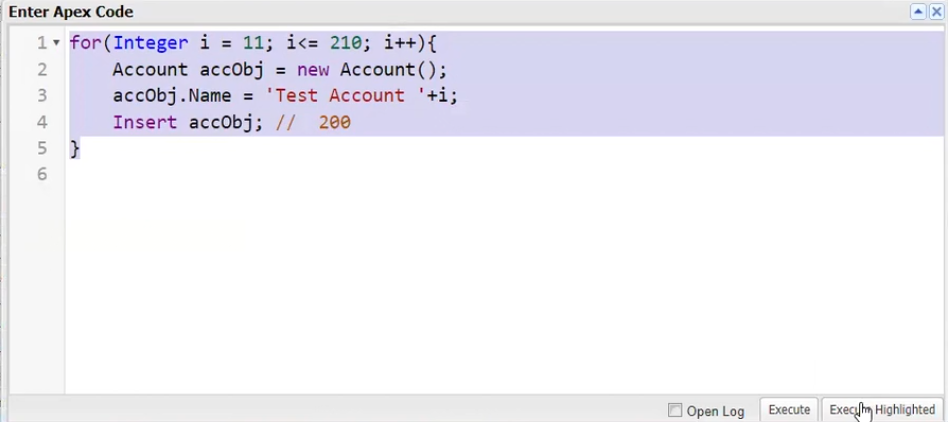 Enter Apex Code
1 for(Integer i = 11; i<= 210; i++){
2     Account accObj = new Account();
3     accObj.Name = 'Test Account '+i;
4     Insert accObj; //  200
5 }
6
Open Log Execute Execute Highlighted